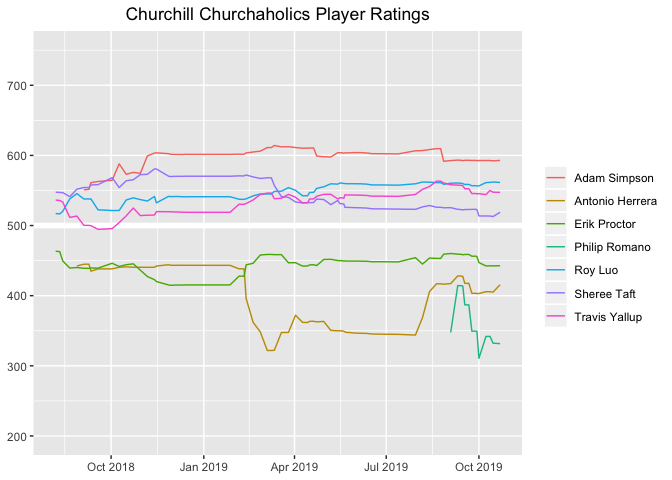 Churchill Churchaholics Player Ratings
700
600
500
400
300
200
Oct 2018
Jan 2019
Apr 2019
Jul 2019
Oct 2019
Adam Simpson
Antonio Herrera
Erik Proctor
Philip Romano
Roy Luo
Sheree Taft
Travis Yallup